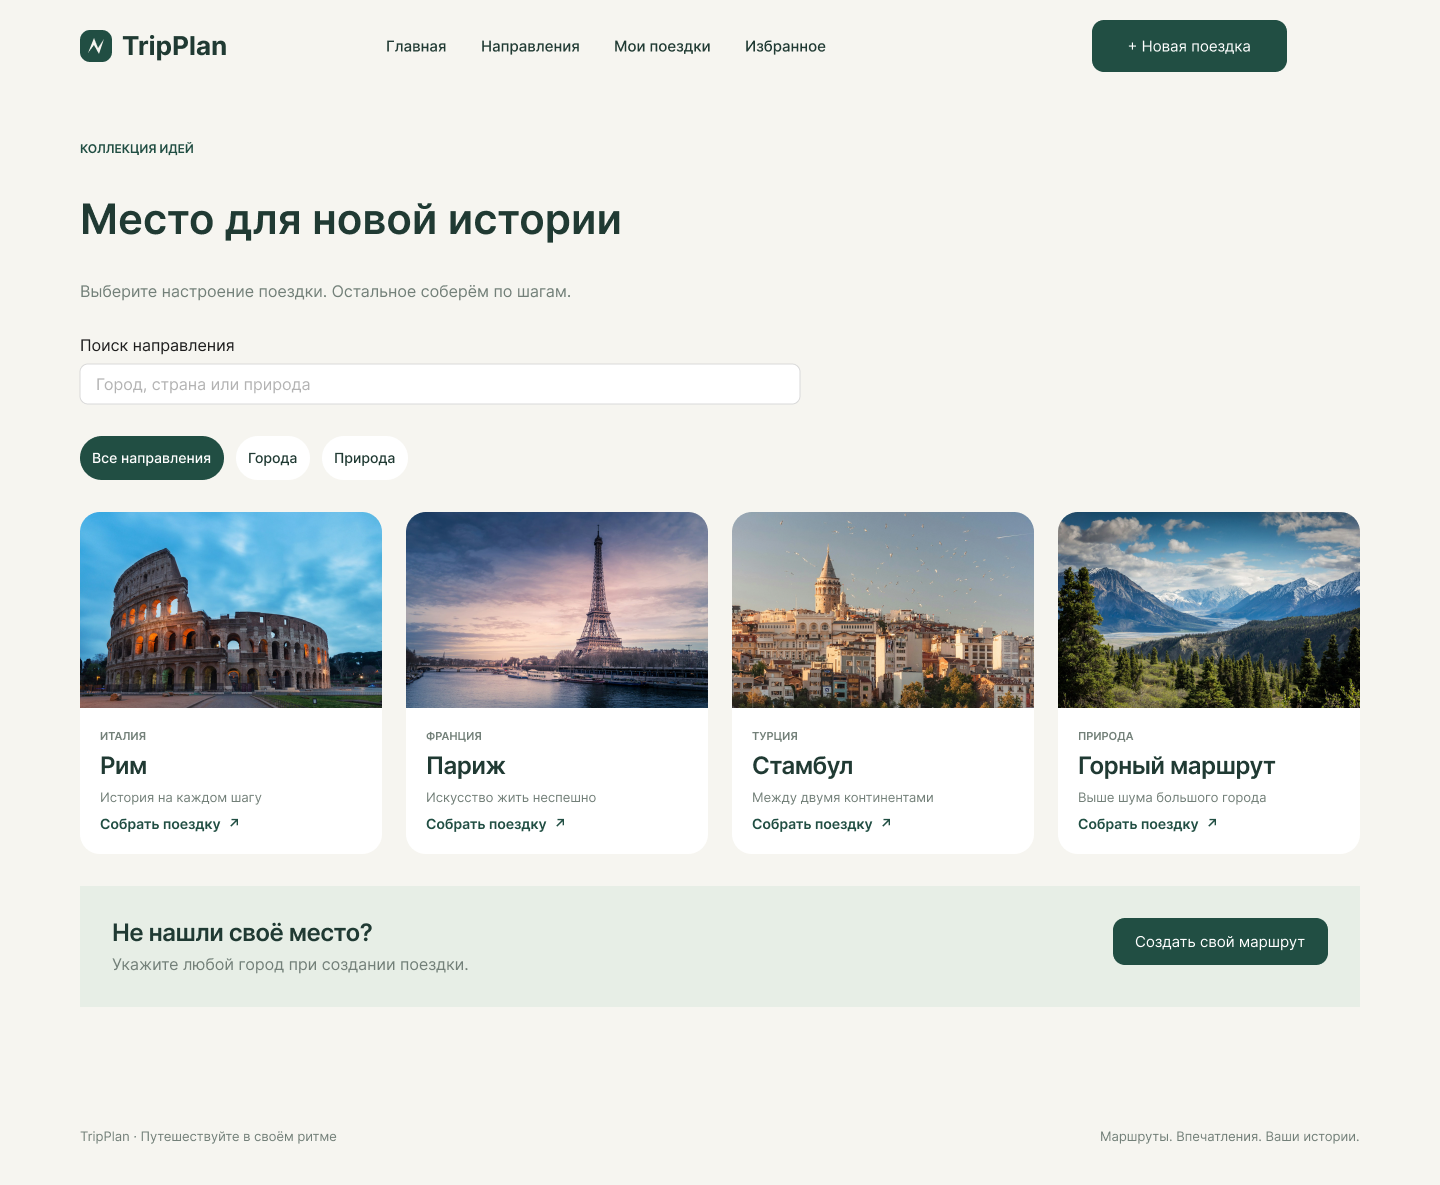 TripPlan
Главная
Направления
Мои поездки
Избранное
+ Новая поездка
КОЛЛЕКЦИЯ ИДЕЙ
Место для новой истории
Выберите настроение поездки. Остальное соберём по шагам.
Поиск направления
Город, страна или природа
Все направления
Города
Природа
ИТАЛИЯ
Рим
История на каждом шагу
Собрать поездку ↗
ФРАНЦИЯ
Париж
Искусство жить неспешно
Собрать поездку ↗
ТУРЦИЯ
Стамбул
Между двумя континентами
Собрать поездку ↗
ПРИРОДА
Горный маршрут
Выше шума большого города
Собрать поездку ↗
Не нашли своё место?
Укажите любой город при создании поездки.
Создать свой маршрут
TripPlan · Путешествуйте в своём ритме
Маршруты. Впечатления. Ваши истории.